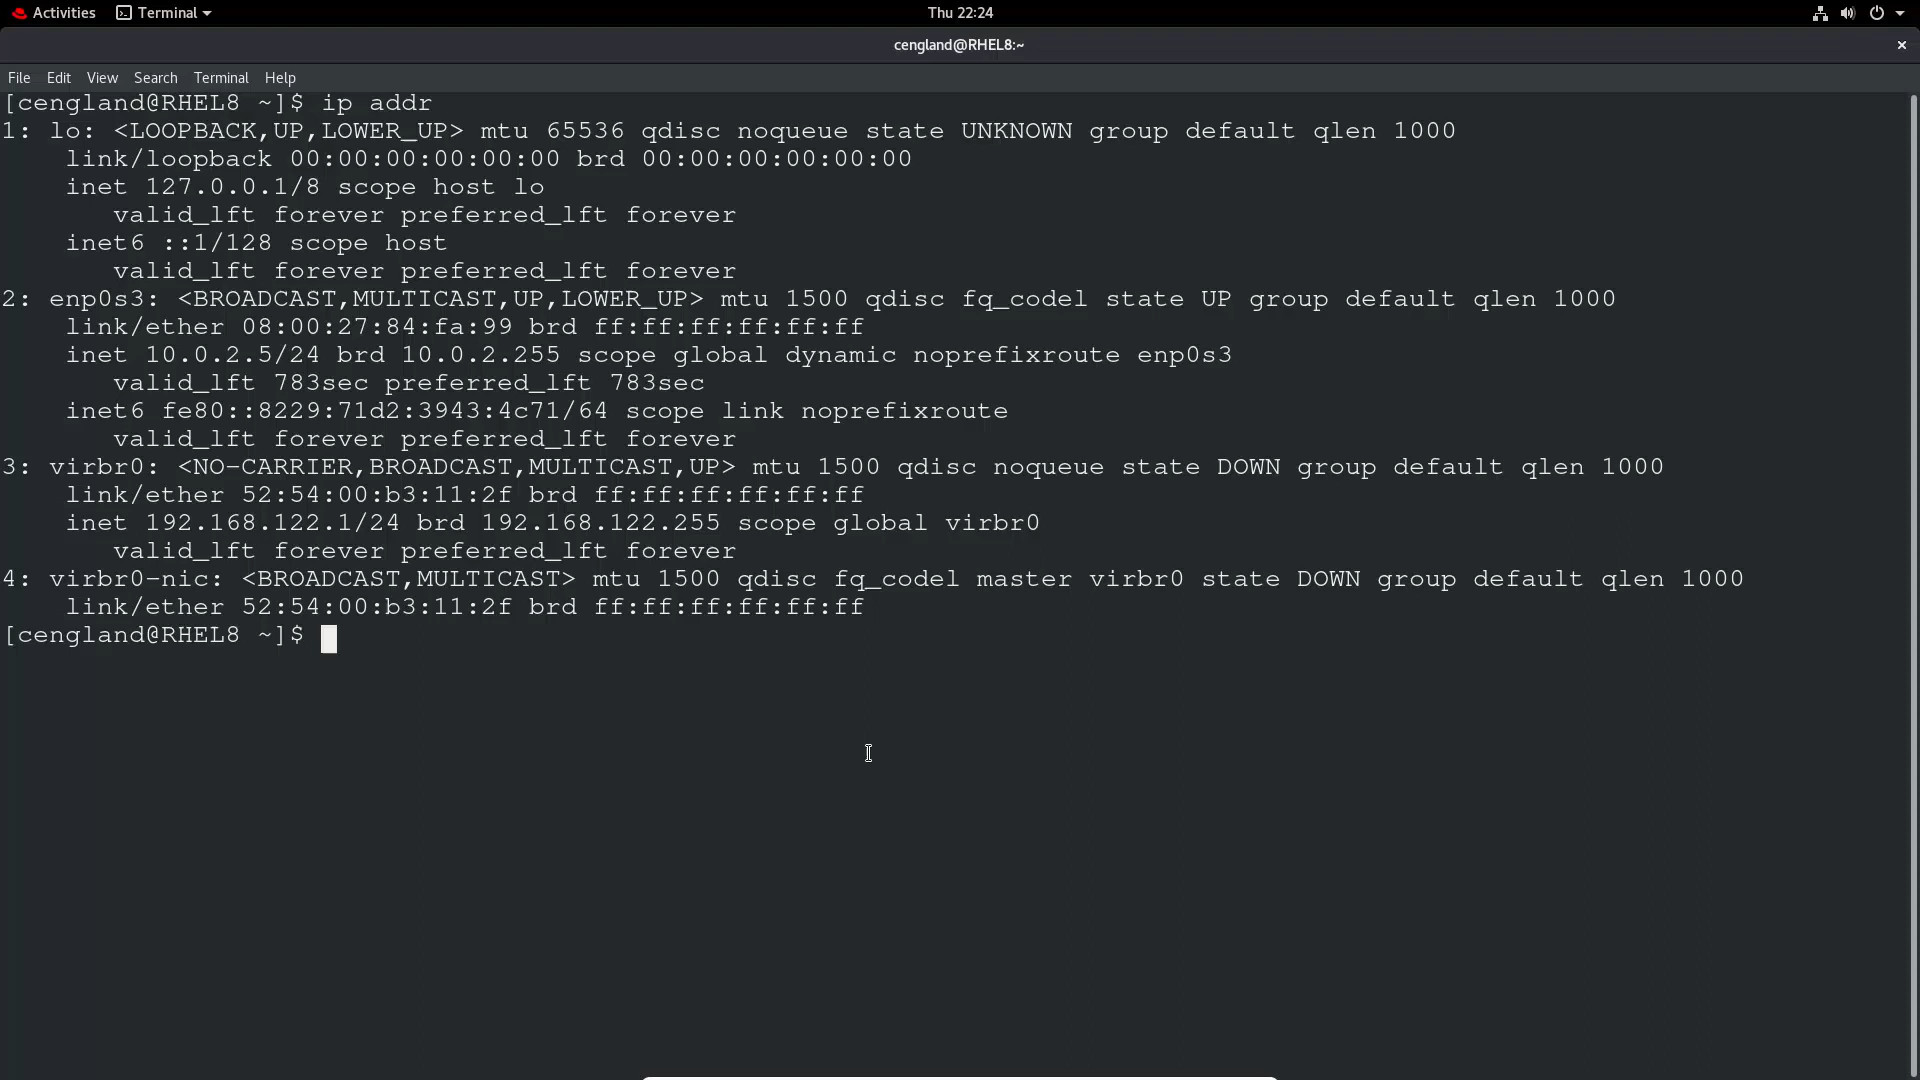 Activities Terminal Thu 22:24
cengland@RHEL8:~ ×
File Edit View Search Terminal Help
[cengland@RHEL8 ~]$ ip addr
1: lo: <LOOPBACK,UP,LOWER_UP> mtu 65536 qdisc noqueue state UNKNOWN group default qlen 1000
    link/loopback 00:00:00:00:00:00 brd 00:00:00:00:00:00
    inet 127.0.0.1/8 scope host lo
       valid_lft forever preferred_lft forever
    inet6 ::1/128 scope host
       valid_lft forever preferred_lft forever
2: enp0s3: <BROADCAST,MULTICAST,UP,LOWER_UP> mtu 1500 qdisc fq_codel state UP group default qlen 1000
    link/ether 08:00:27:84:fa:99 brd ff:ff:ff:ff:ff:ff
    inet 10.0.2.5/24 brd 10.0.2.255 scope global dynamic noprefixroute enp0s3
       valid_lft 783sec preferred_lft 783sec
    inet6 fe80::8229:71d2:3943:4c71/64 scope link noprefixroute
       valid_lft forever preferred_lft forever
3: virbr0: <NO-CARRIER,BROADCAST,MULTICAST,UP> mtu 1500 qdisc noqueue state DOWN group default qlen 1000
    link/ether 52:54:00:b3:11:2f brd ff:ff:ff:ff:ff:ff
    inet 192.168.122.1/24 brd 192.168.122.255 scope global virbr0
       valid_lft forever preferred_lft forever
4: virbr0-nic: <BROADCAST,MULTICAST> mtu 1500 qdisc fq_codel master virbr0 state DOWN group default qlen 1000
    link/ether 52:54:00:b3:11:2f brd ff:ff:ff:ff:ff:ff
[cengland@RHEL8 ~]$